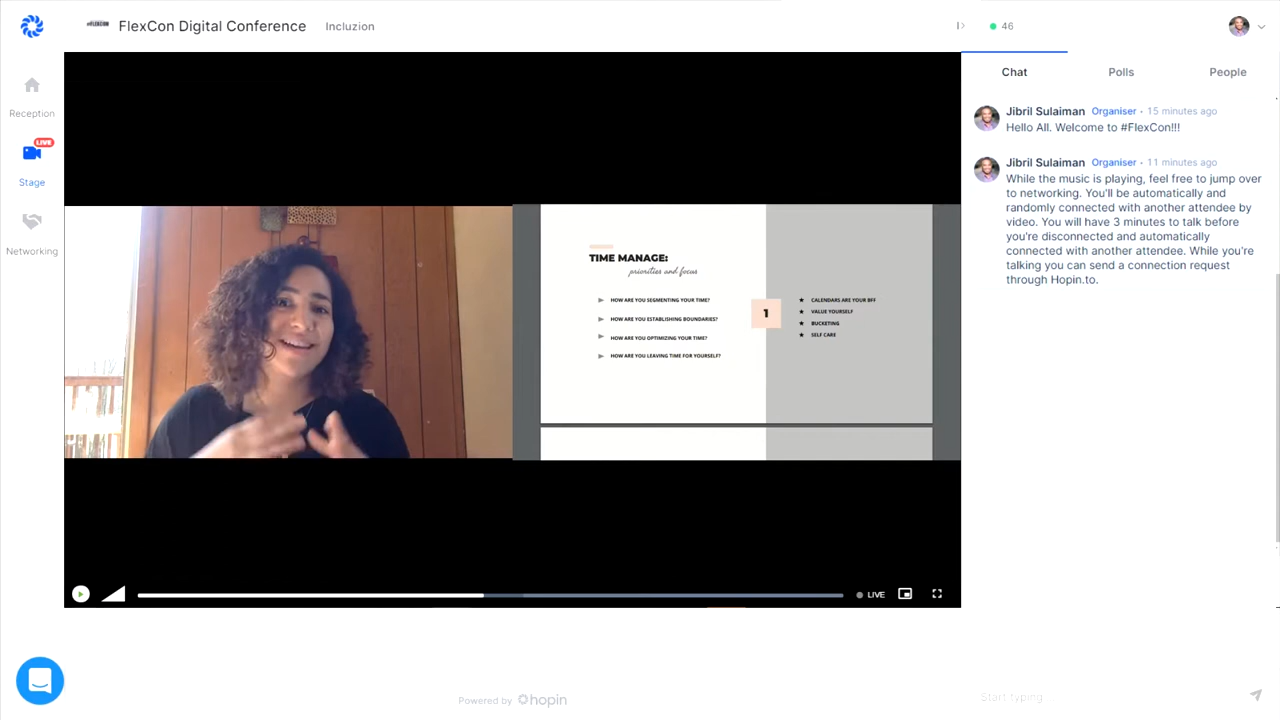 FlexCon Digital Conference
Incluzion
46
Reception
LIVE
Stage
Networking
TIME MANAGE:
priorities and focus
HOW ARE YOU SEGMENTING YOUR TIME?
HOW ARE YOU ESTABLISHING BOUNDARIES?
HOW ARE YOU OPTIMIZING YOUR TIME?
HOW ARE YOU LEAVING TIME FOR YOURSELF?
1
CALENDARS ARE YOUR BFF
VALUE YOURSELF
BUCKETING
SELF CARE
LIVE
Powered by hopin
Chat
Polls
People
Jibril Sulaiman Organiser • 15 minutes ago
Hello All. Welcome to #FlexCon!!!
Jibril Sulaiman Organiser • 11 minutes ago
While the music is playing, feel free to jump over
to networking. You'll be automatically and
randomly connected with another attendee by
video. You will have 3 minutes to talk before
you're disconnected and automatically
connected with another attendee. While you're
talking you can send a connection request
through Hopin.to.
Start typing